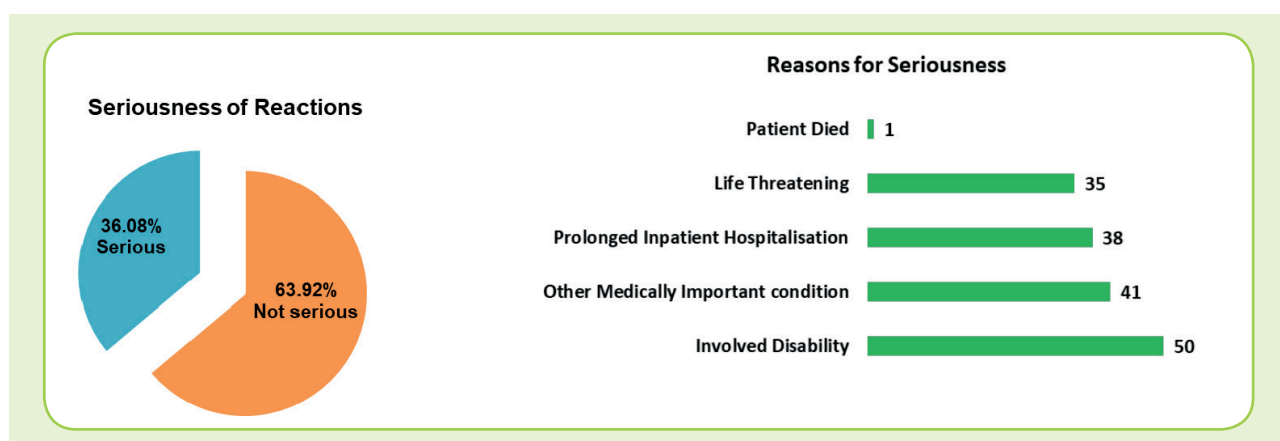 Seriousness of Reactions
36.08%
Serious
63.92%
Not serious
Reasons for Seriousness
Patient Died 1
Life Threatening 35
Prolonged Inpatient Hospitalisation 38
Other Medically Important condition 41
Involved Disability 50